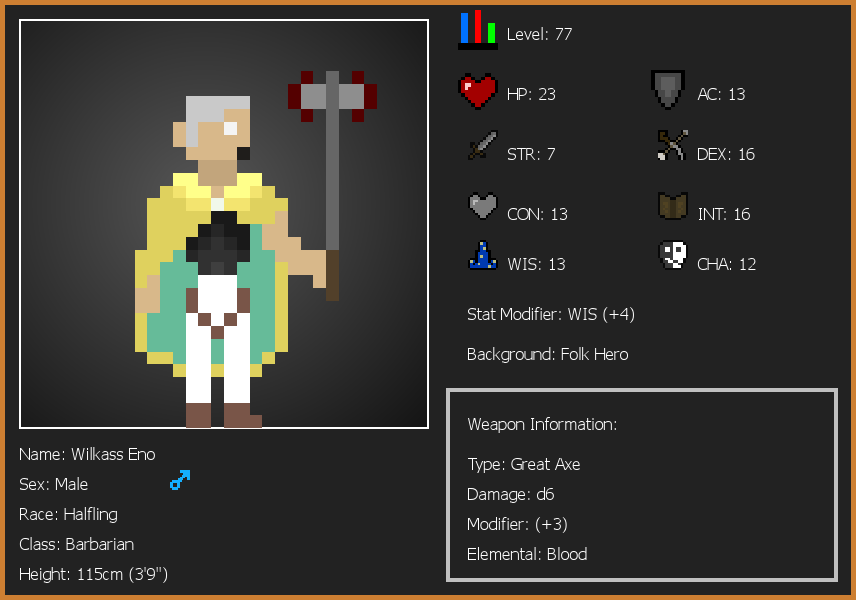 Level: 77
HP: 23
AC: 13
STR: 7
DEX: 16
CON: 13
INT: 16
WIS: 13
CHA: 12
Stat Modifier: WIS (+4)
Background: Folk Hero
Weapon Information:
Type: Great Axe
Damage: d6
Modifier: (+3)
Elemental: Blood
Name: Wilkass Eno
Sex: Male
Race: Halfling
Class: Barbarian
Height: 115cm (3'9")